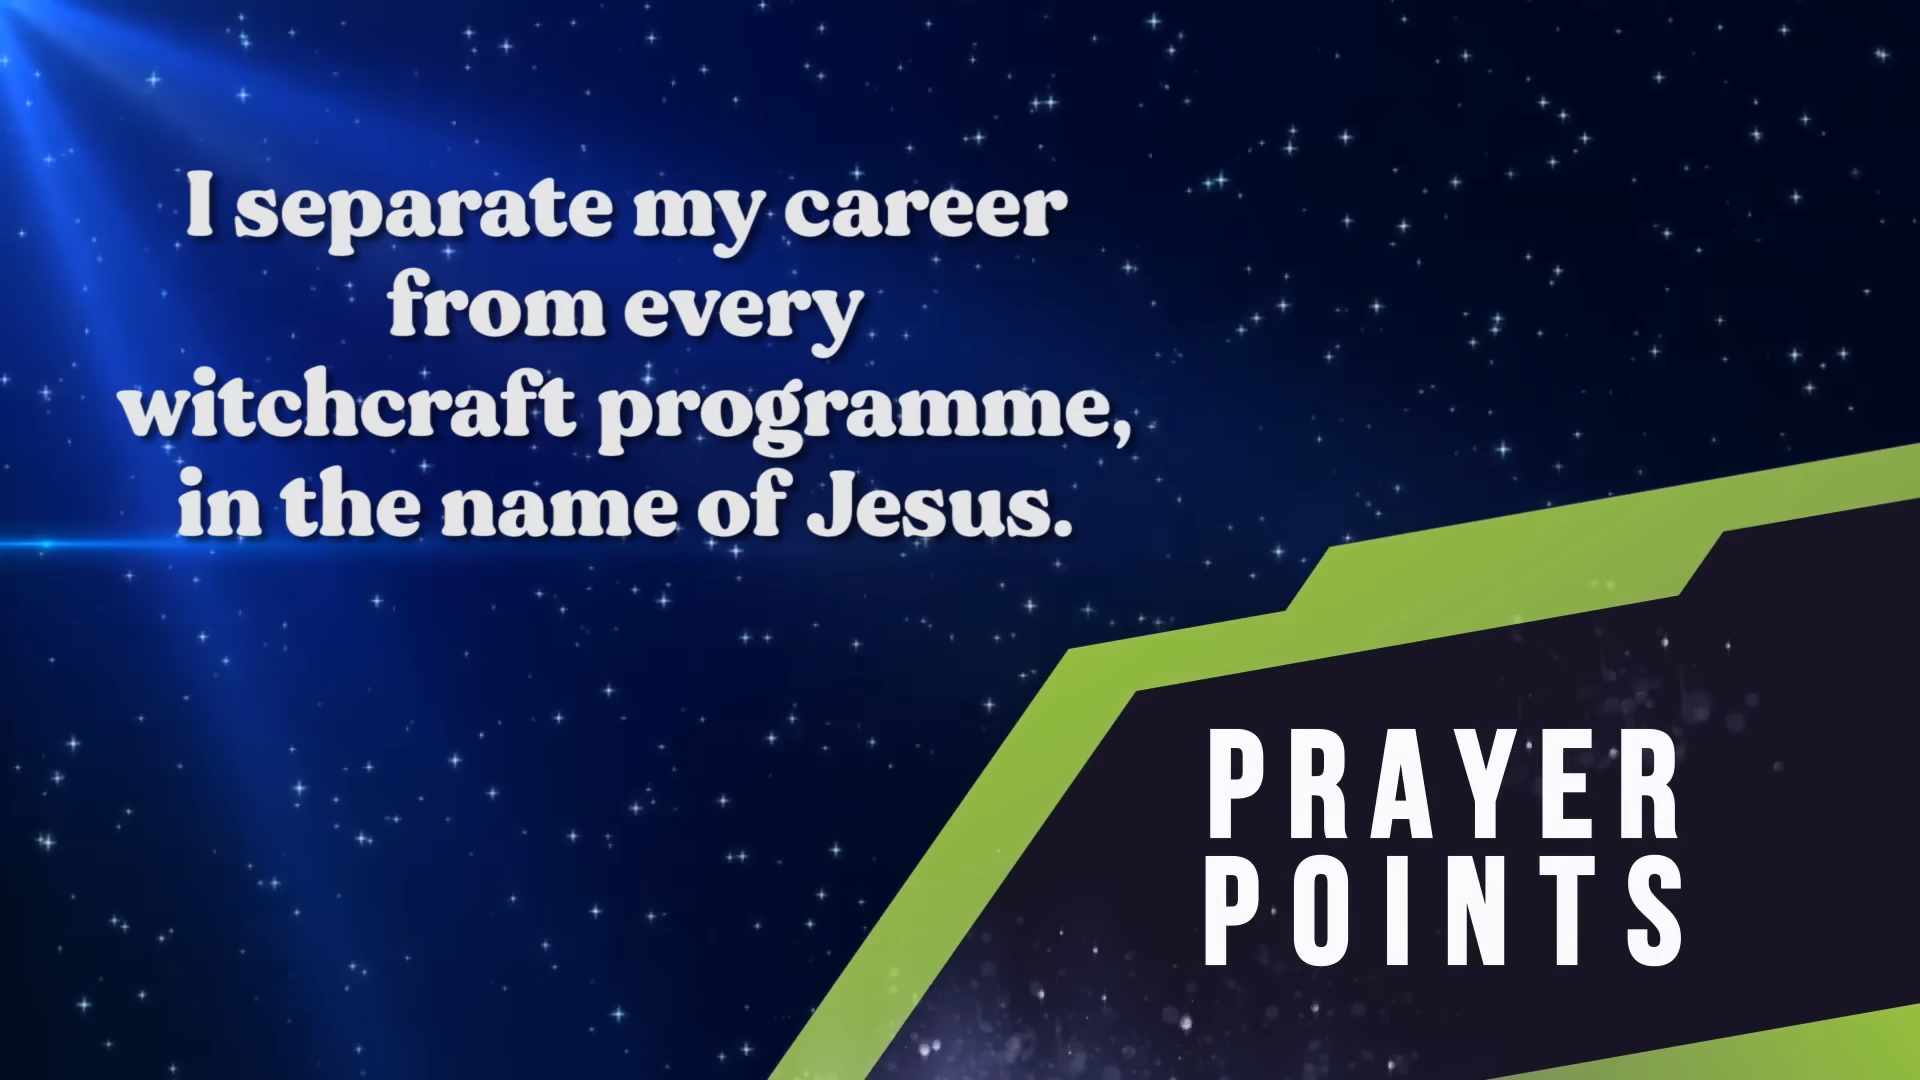 I separate my career
from every
witchcraft programme,
in the name of Jesus.
PRAYER
POINTS